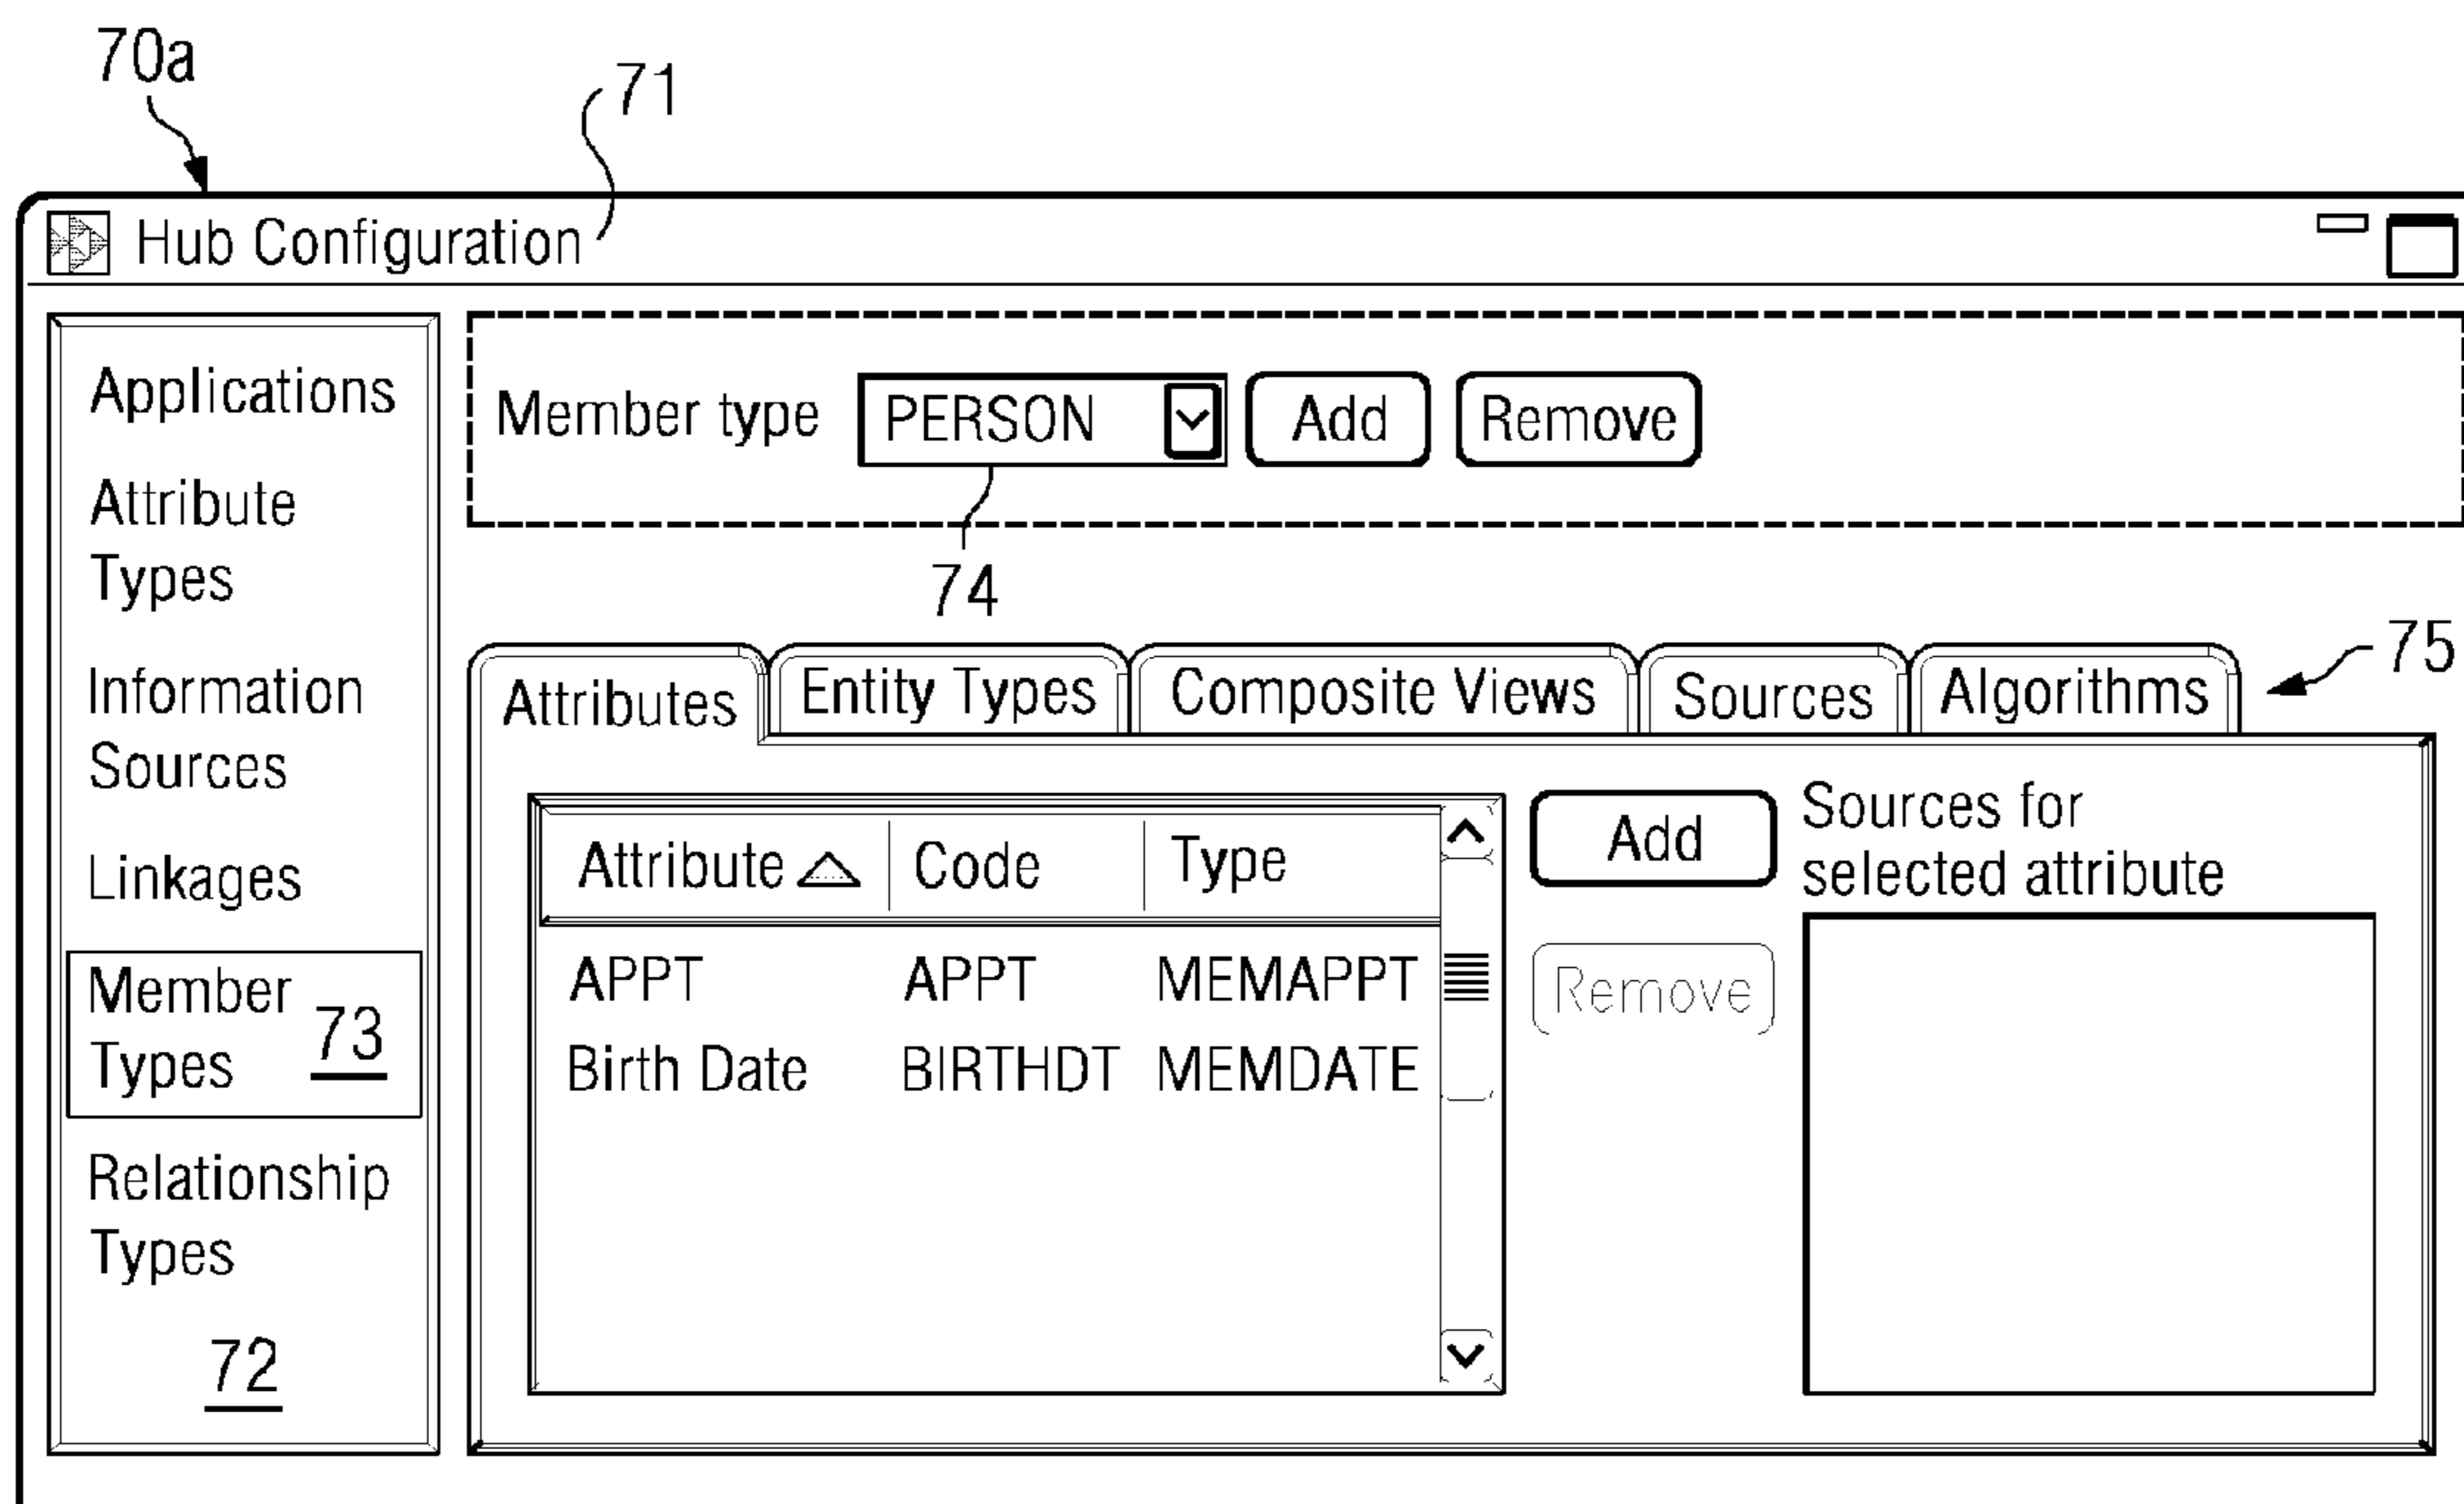 70a
71
Hub Configuration
Applications
Attribute
Types
Information
Sources
Linkages
Member
Types 73
Relationship
Types
72
Member type PERSON Add Remove
74
75
Attributes Entity Types Composite Views Sources Algorithms
Attribute Code Type
APPT APPT MEMAPPT
Birth Date BIRTHDT MEMDATE
Add
Remove
Sources for
selected attribute